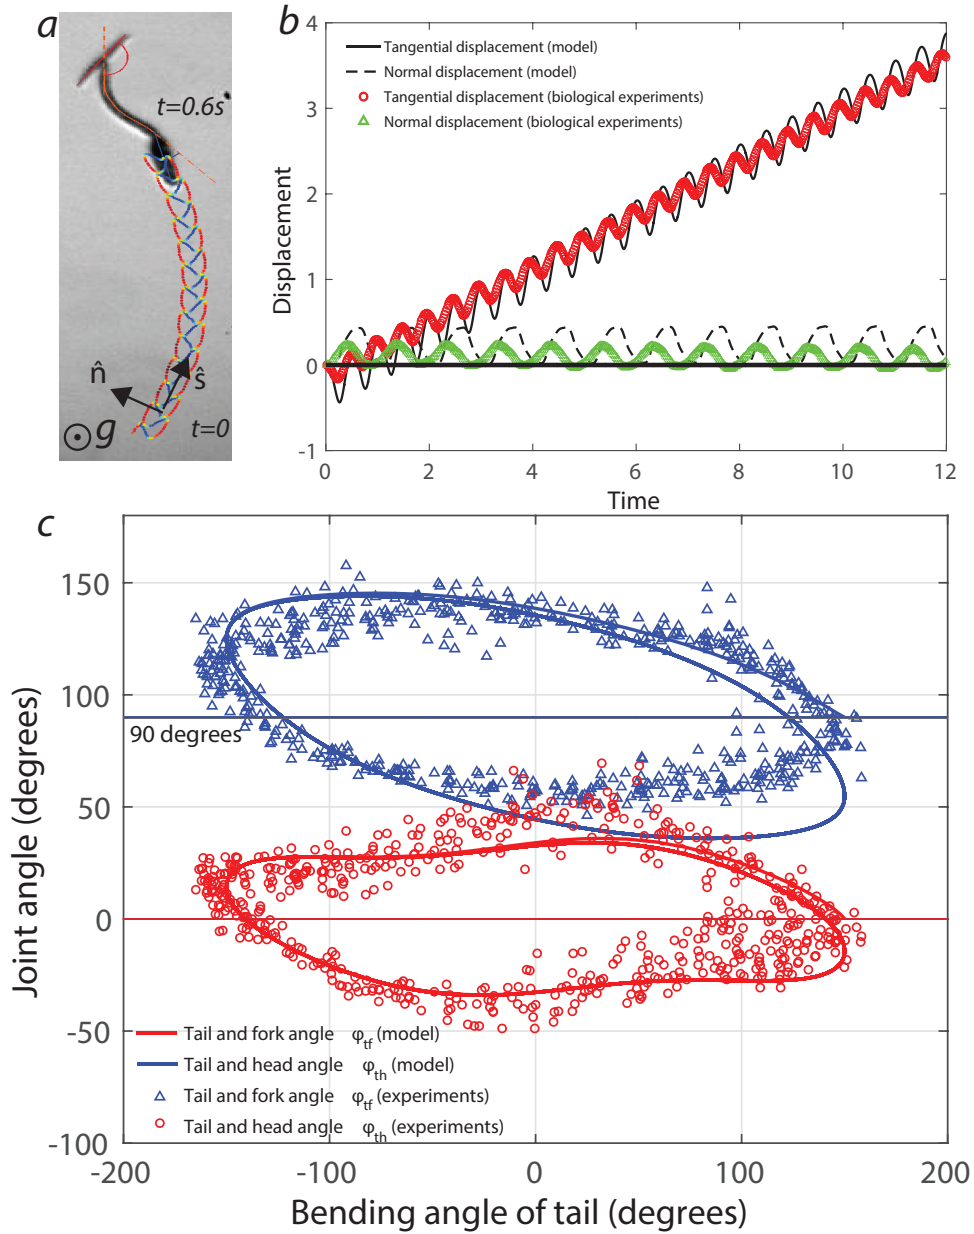 a
t=0.6s
n̂
ŝ
g
t=0
b
Tangential displacement (model)
Normal displacement (model)
Tangential displacement (biological experiments)
Normal displacement (biological experiments)
4
3
2
1
0
-1
Displacement
0 2 4 6 8 10 12
Time
c
150
100
50
0
-50
-100
Joint angle (degrees)
90 degrees
Tail and fork angle φtf (model)
Tail and head angle φth (model)
Tail and fork angle φtf (experiments)
Tail and head angle φth (experiments)
-200 -100 0 100 200
Bending angle of tail (degrees)